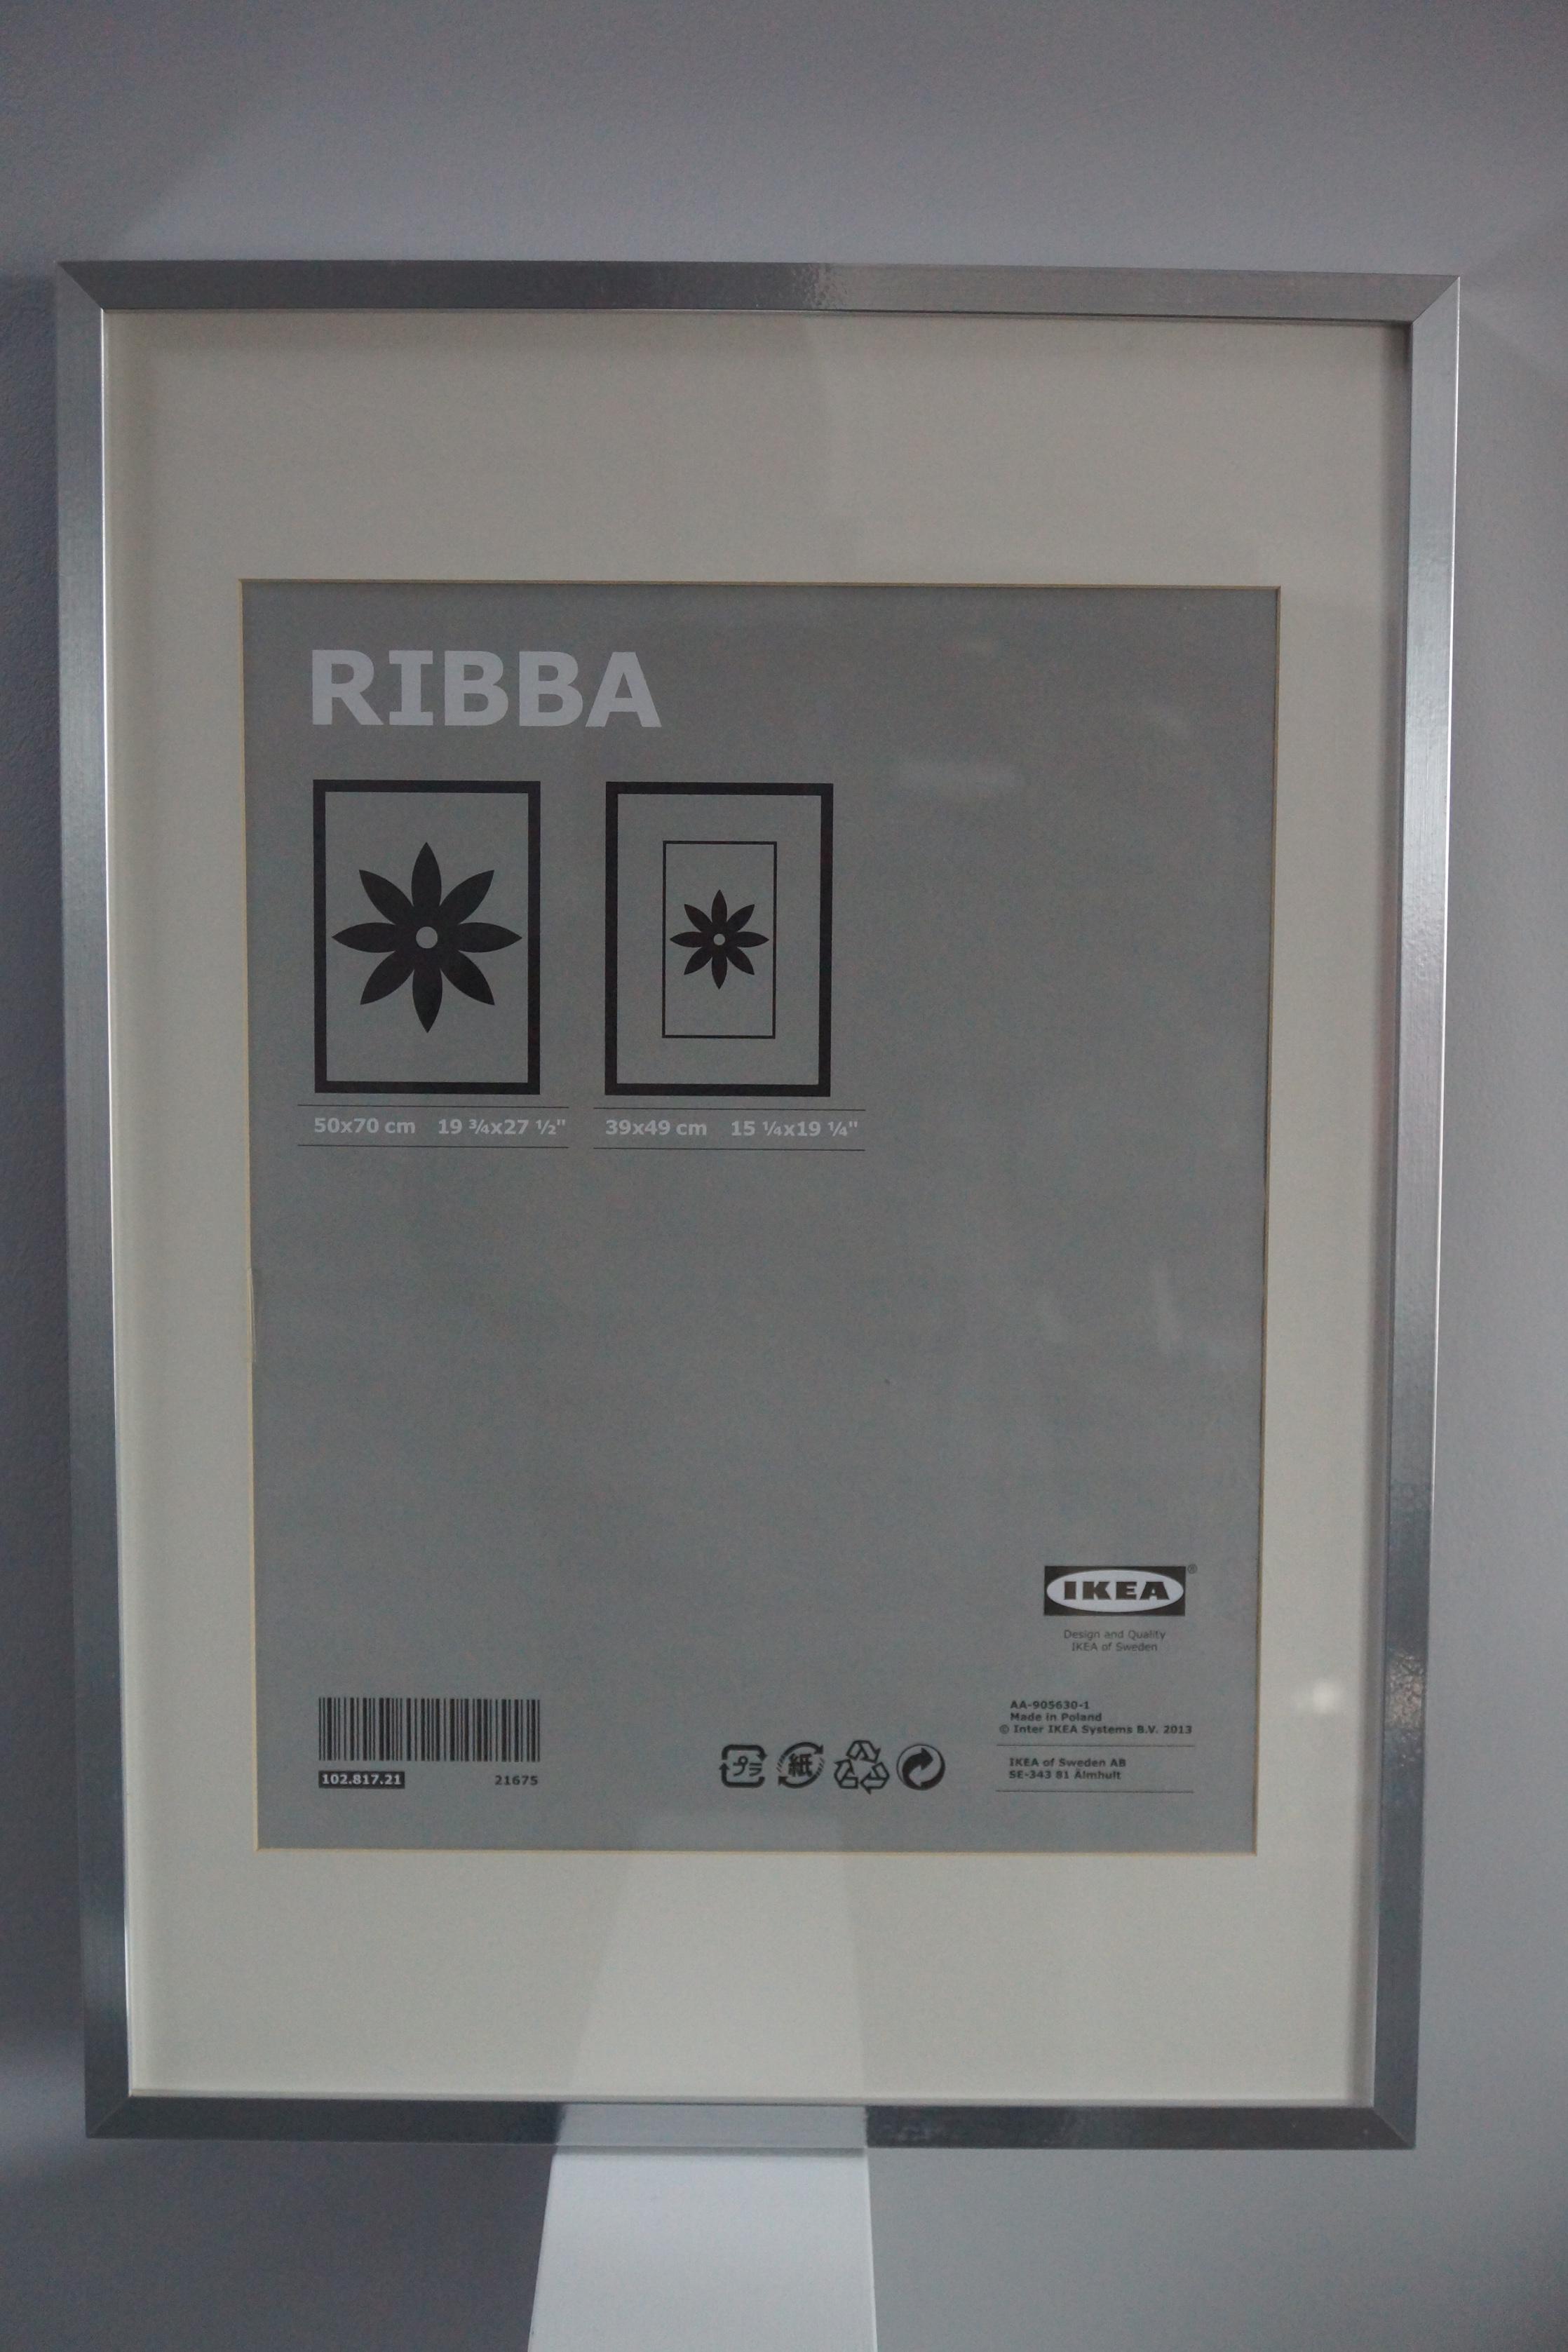 RIBBA
50x70 cm 19 ¾x27 ½" 39x49 cm 15 ¼x19 ¼"
IKEA®
Design and Quality
IKEA of Sweden
AA-905630-1
Made in Poland
© Inter IKEA Systems B.V. 2013
IKEA of Sweden AB
SE-343 81 Älmhult
プラ 紙
102.817.21 21675